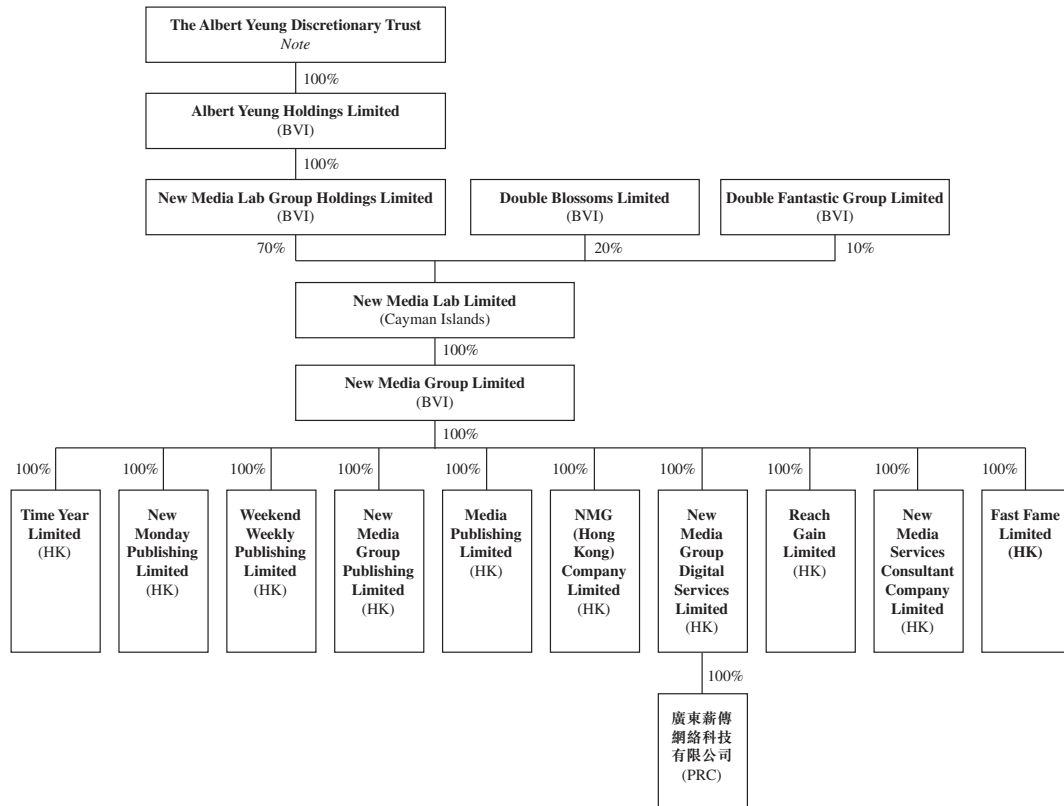 The Albert Yeung Discretionary Trust
Note
100%
Albert Yeung Holdings Limited
(BVI)
100%
New Media Lab Group Holdings Limited
(BVI)
Double Blossoms Limited
(BVI)
Double Fantastic Group Limited
(BVI)
70%
20%
10%
New Media Lab Limited
(Cayman Islands)
100%
New Media Group Limited
(BVI)
100%
100%
100%
100%
100%
100%
100%
100%
100%
100%
100%
Time Year
Limited
(HK)
New
Monday
Publishing
Limited
(HK)
Weekend
Weekly
Publishing
Limited
(HK)
New
Media
Group
Publishing
Limited
(HK)
Media
Publishing
Limited
(HK)
NMG
(Hong
Kong)
Company
Limited
(HK)
New
Media
Group
Digital
Services
Limited
(HK)
Reach
Gain
Limited
(HK)
New
Media
Services
Consultant
Company
Limited
(HK)
Fast Fame
Limited
(HK)
100%
廣東薪傳
網絡科技
有限公司
(PRC)